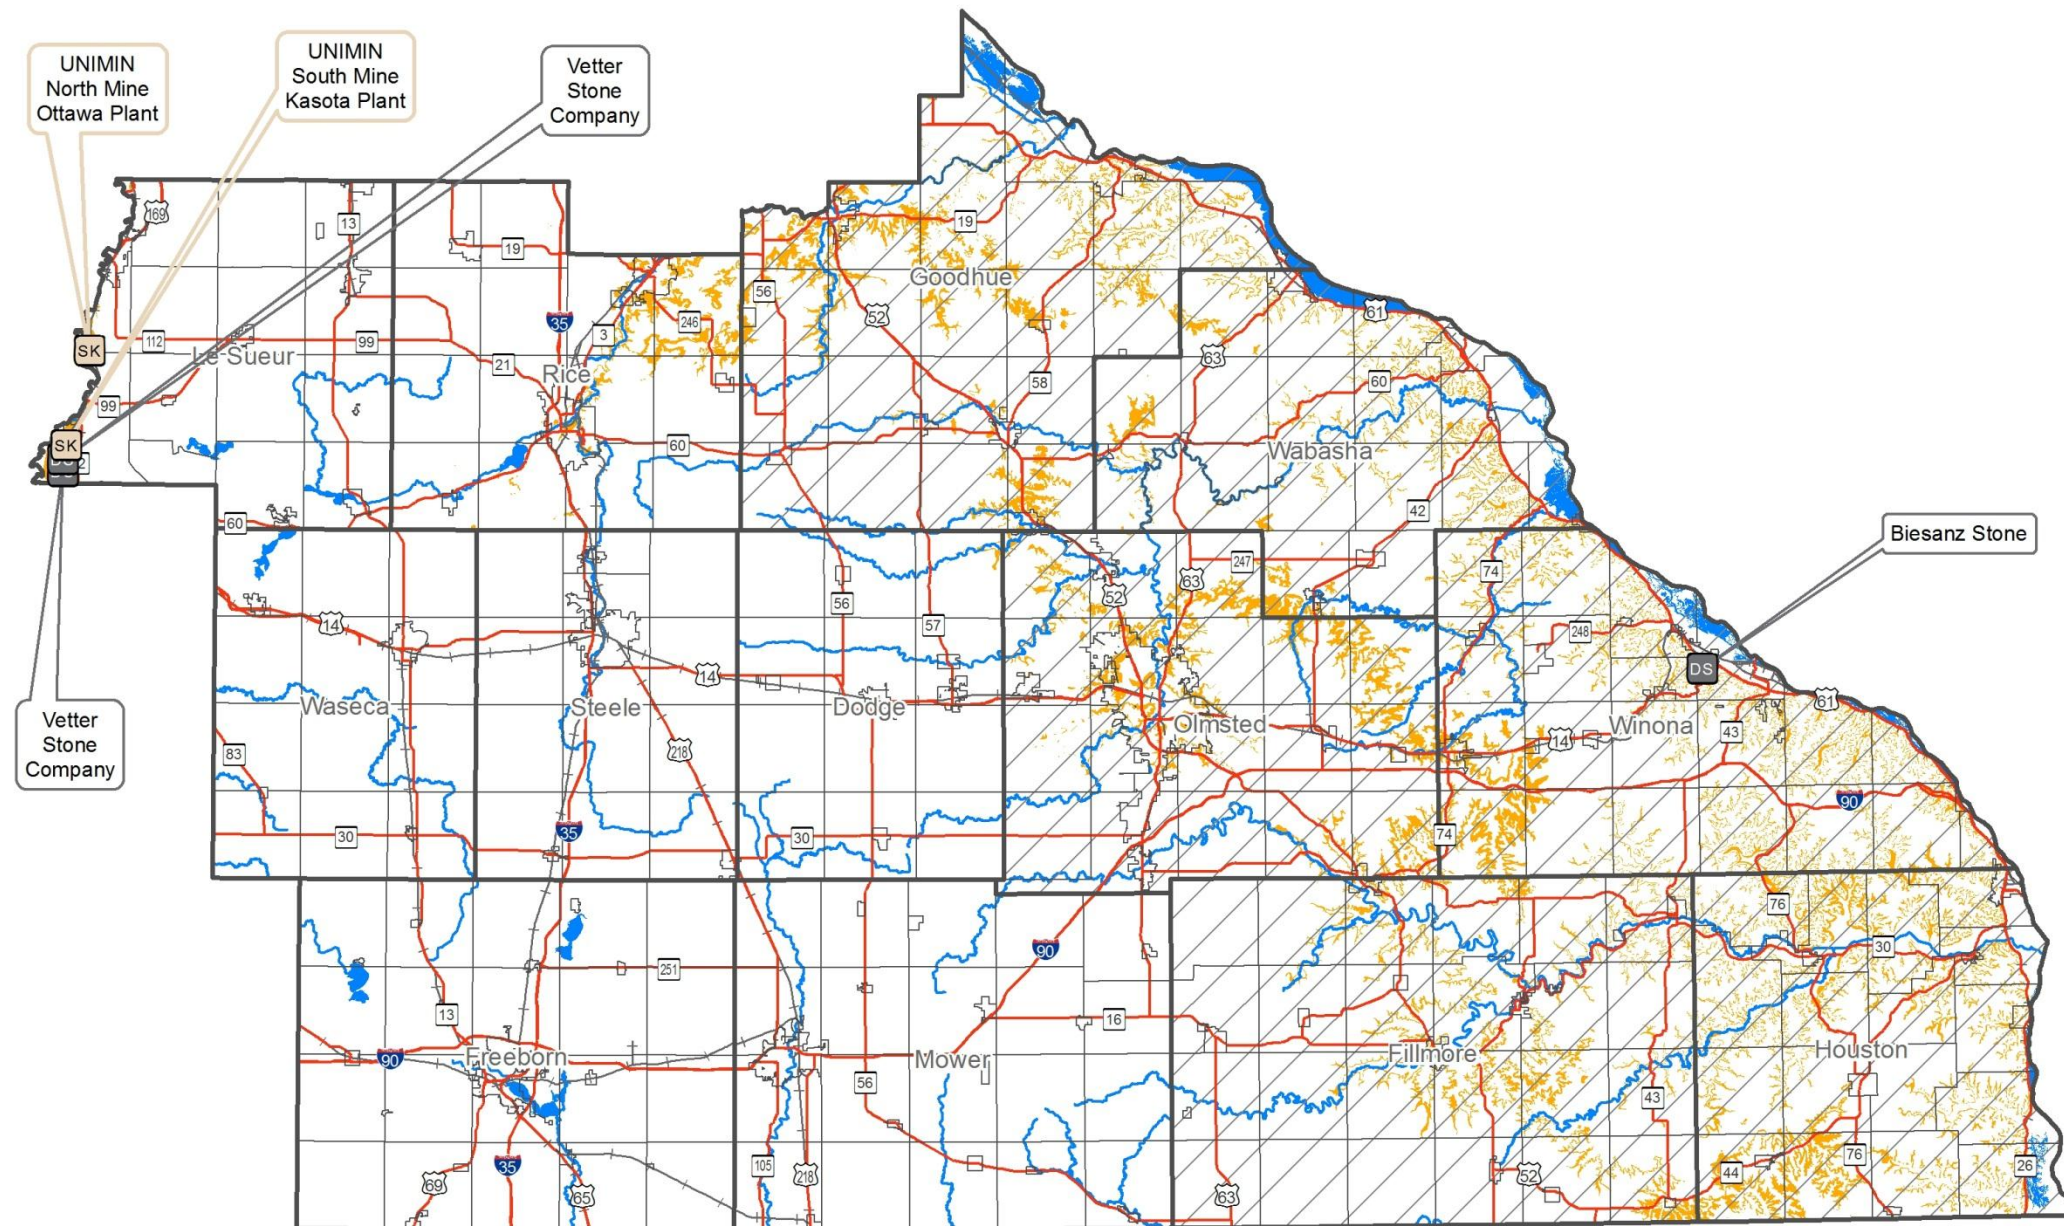 UNIMIN
North Mine
Ottawa Plant
UNIMIN
South Mine
Kasota Plant
Vetter
Stone
Company
169
13
19
19
Goodhue
56
52
35
3
246
61
SK
112
99
Le Sueur
21
Rice
63
58
60
99
SK
60
Wabasha
42
60
Biesanz Stone
247
74
63
52
56
57
14
248
14
DS
Vetter
Stone
Company
Waseca
Steele
Dodge
Olmsted
Winona
61
43
14
83
218
90
35
30
30
74
76
90
30
251
13
16
90
Freeborn
Mower
Fillmore
Houston
56
43
105
218
35
69
65
63
52
44
76
26